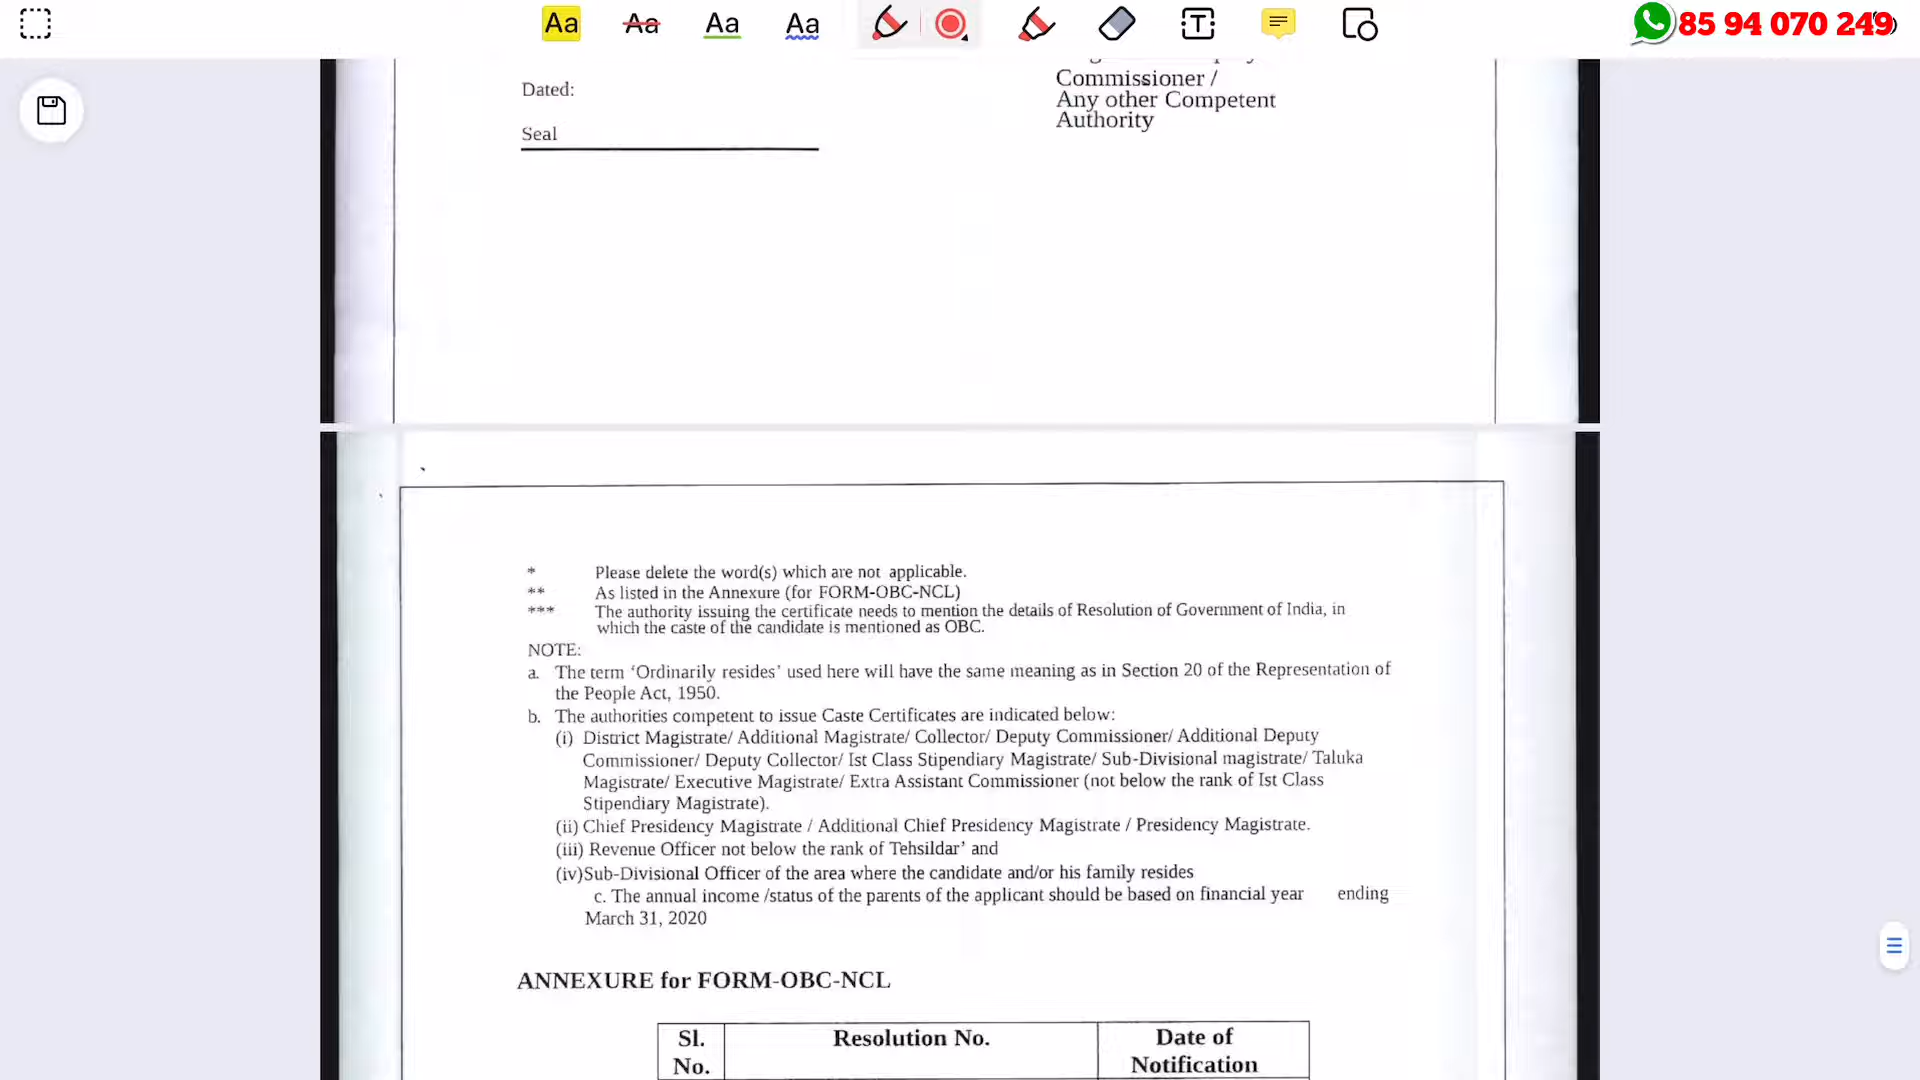 Aa Aa Aa Aa T
85 94 070 249
Dated:
Seal
Commissioner /
Any other Competent
Authority
* Please delete the word(s) which are not applicable.
** As listed in the Annexure (for FORM-OBC-NCL)
*** The authority issuing the certificate needs to mention the details of Resolution of Government of India, in
which the caste of the candidate is mentioned as OBC.
NOTE:
a. The term ‘Ordinarily resides’ used here will have the same meaning as in Section 20 of the Representation of
the People Act, 1950.
b. The authorities competent to issue Caste Certificates are indicated below:
(i) District Magistrate/ Additional Magistrate/ Collector/ Deputy Commissioner/ Additional Deputy
Commissioner/ Deputy Collector/ Ist Class Stipendiary Magistrate/ Sub-Divisional magistrate/ Taluka
Magistrate/ Executive Magistrate/ Extra Assistant Commissioner (not below the rank of Ist Class
Stipendiary Magistrate).
(ii) Chief Presidency Magistrate / Additional Chief Presidency Magistrate / Presidency Magistrate.
(iii) Revenue Officer not below the rank of Tehsildar’ and
(iv)Sub-Divisional Officer of the area where the candidate and/or his family resides
c. The annual income /status of the parents of the applicant should be based on financial year ending
March 31, 2020
ANNEXURE for FORM-OBC-NCL
Sl. Resolution No. Date of
No. Notification